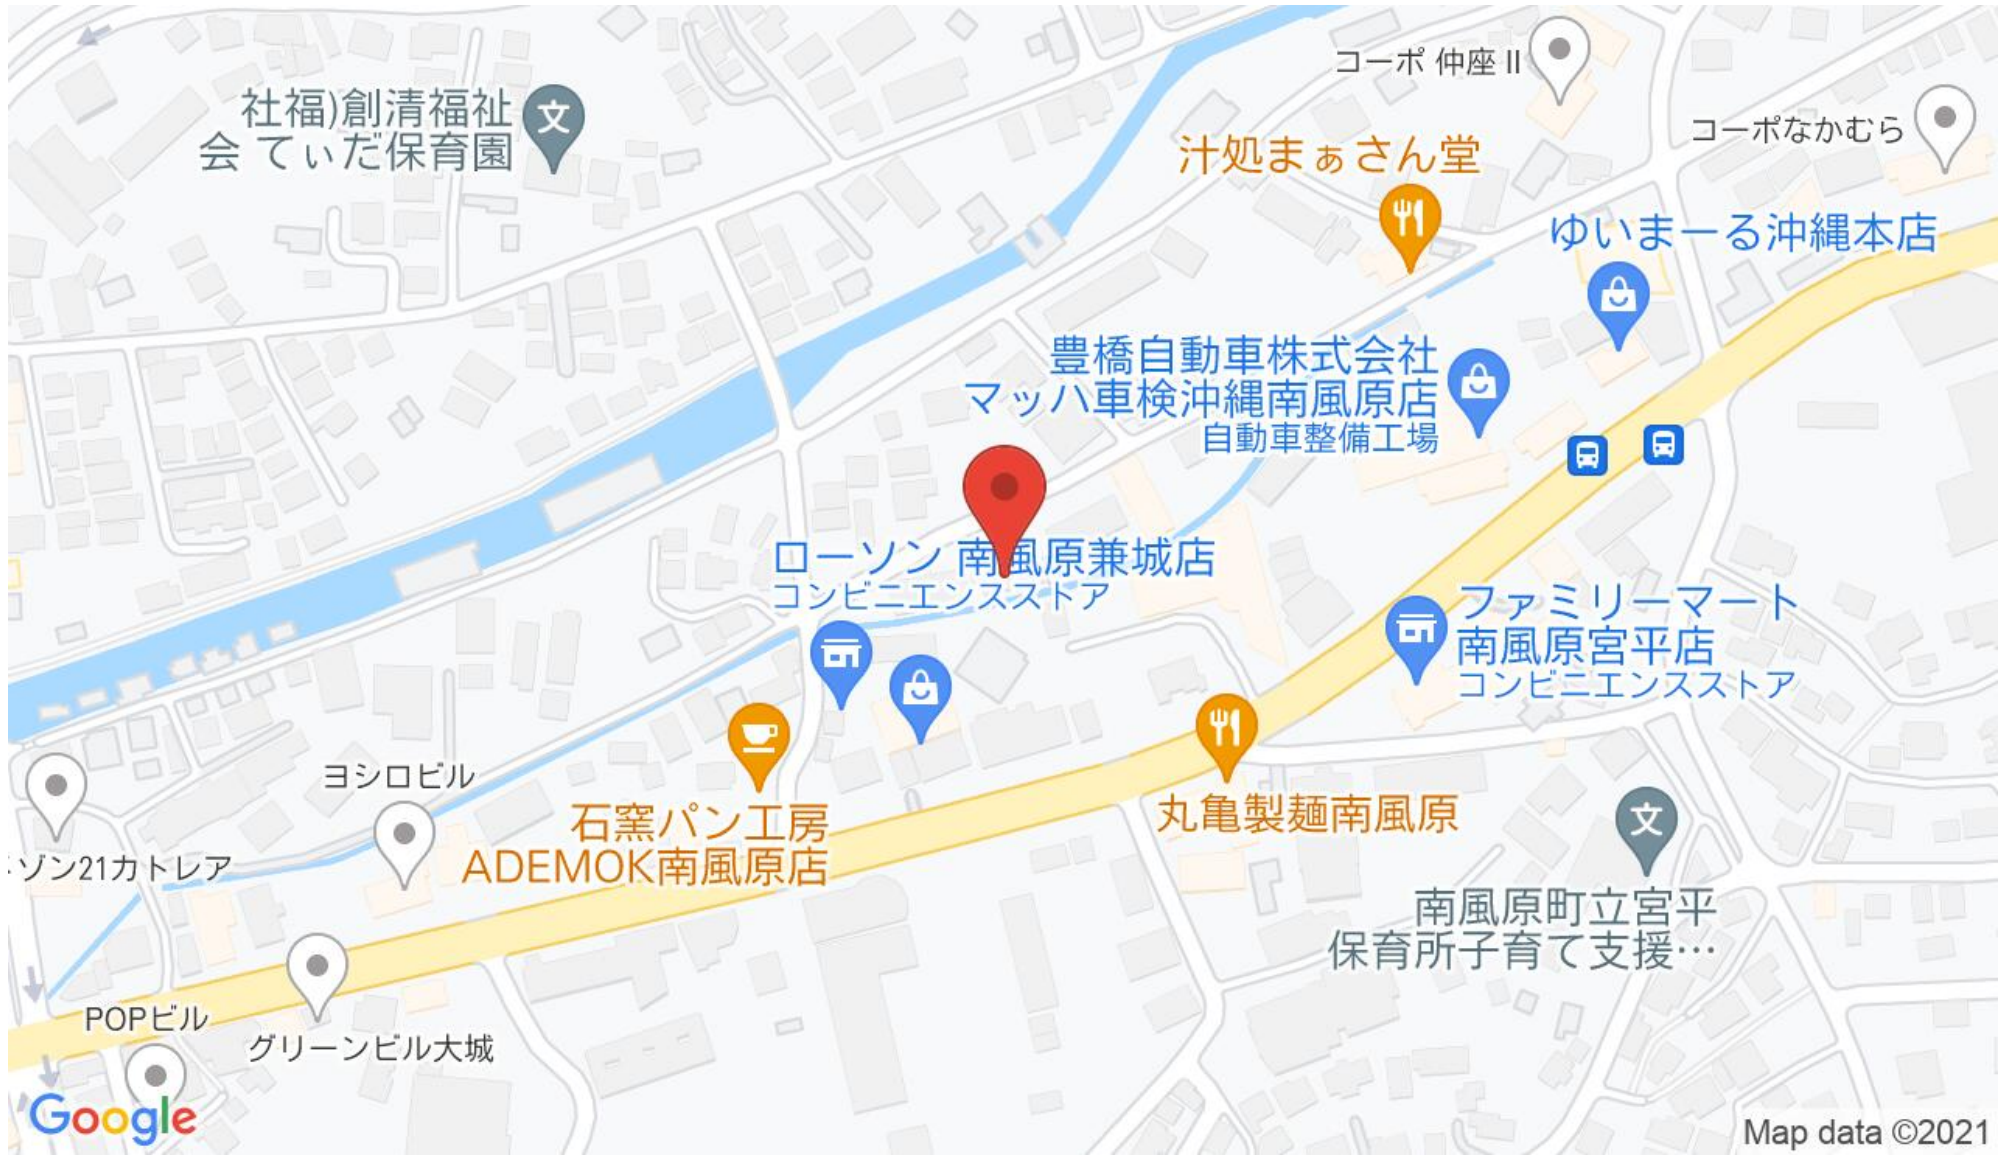 コーポ 仲座 II
社福)創清福祉
会 てぃだ保育園
文
コーポなかむら
汁処まぁさん堂
ゆいまーる沖縄本店
豊橋自動車株式会社
マッハ車検沖縄南風原店
自動車整備工場
ローソン 南風原兼城店
コンビニエンスストア
ファミリーマート
南風原宮平店
コンビニエンスストア
ヨシロビル
石窯パン工房
ADEMOK南風原店
丸亀製麺南風原
文
ゾン21カトレア
南風原町立宮平
保育所子育て支援…
POPビル
グリーンビル大城
Google
Map data ©2021